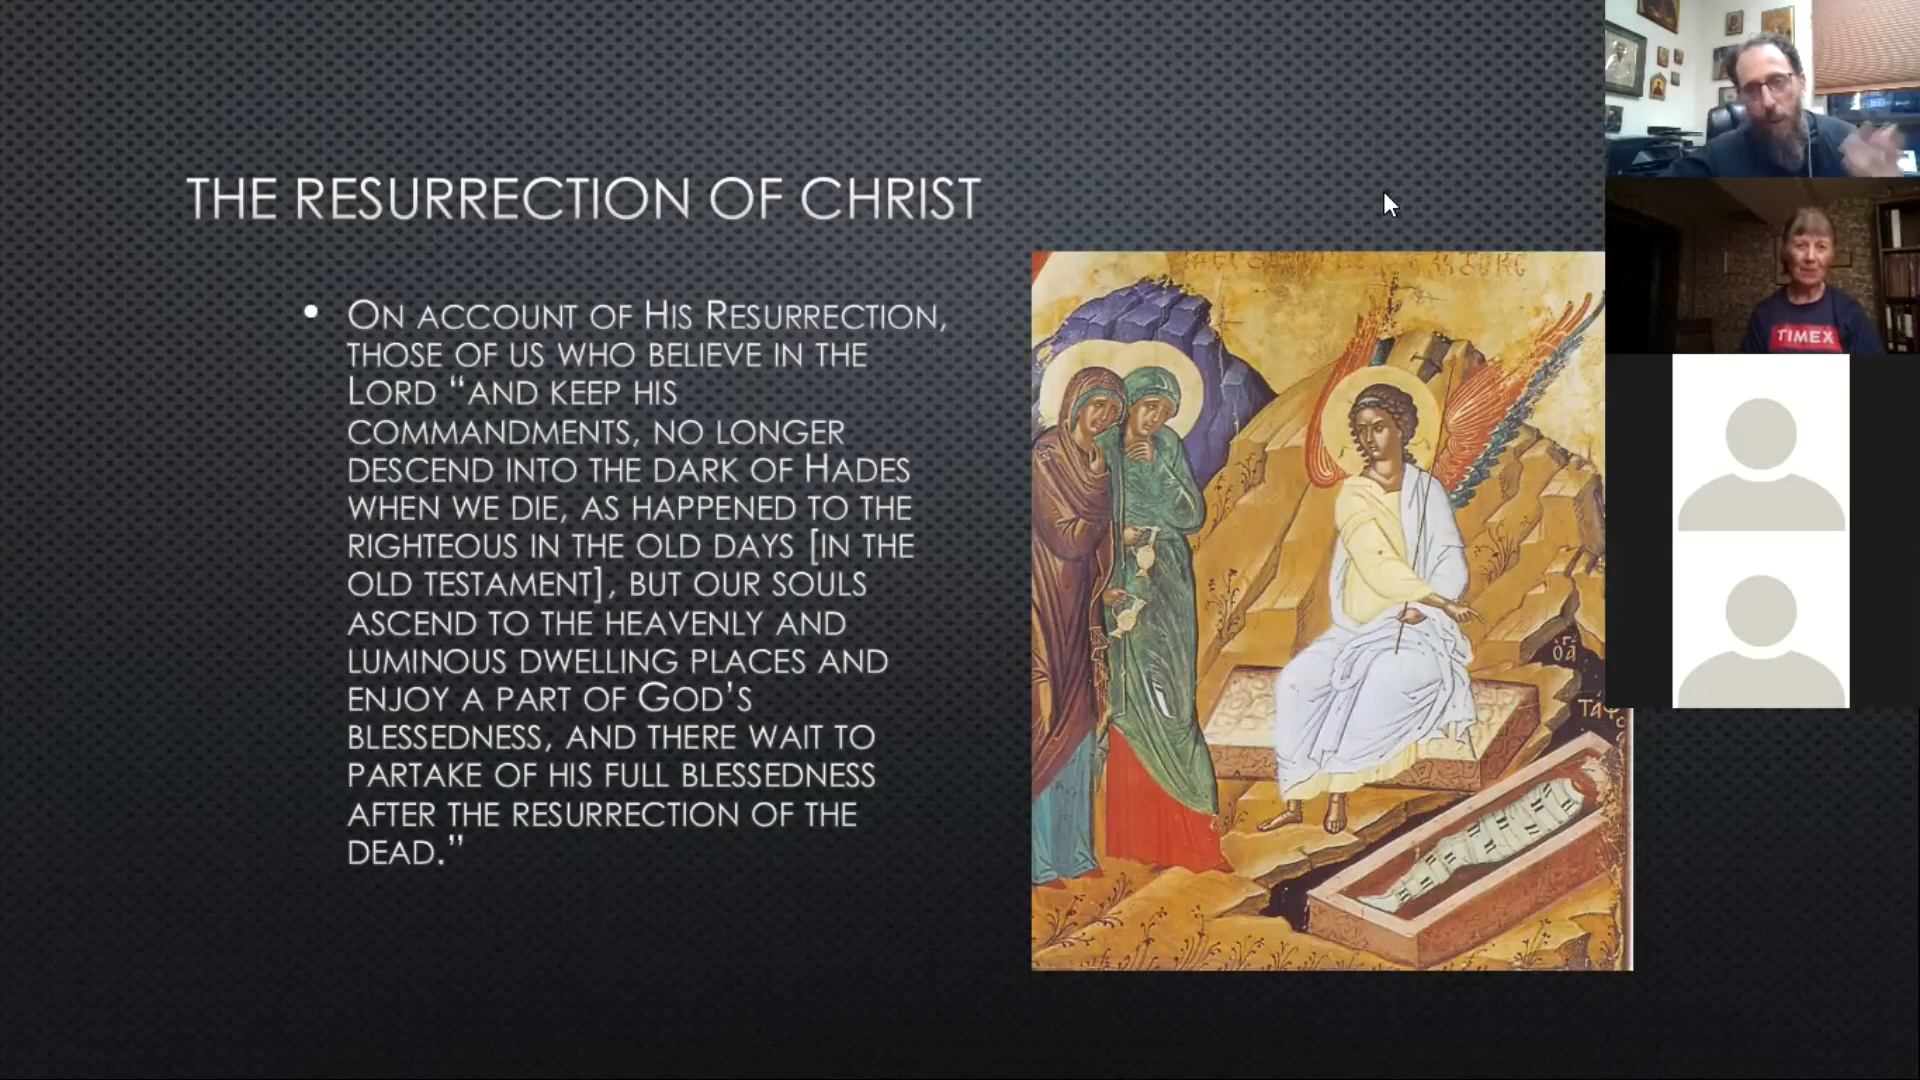 THE RESURRECTION OF CHRIST
• ON ACCOUNT OF HIS RESURRECTION,
THOSE OF US WHO BELIEVE IN THE
LORD “AND KEEP HIS
COMMANDMENTS, NO LONGER
DESCEND INTO THE DARK OF HADES
WHEN WE DIE, AS HAPPENED TO THE
RIGHTEOUS IN THE OLD DAYS [IN THE
OLD TESTAMENT], BUT OUR SOULS
ASCEND TO THE HEAVENLY AND
LUMINOUS DWELLING PLACES AND
ENJOY A PART OF GOD’S
BLESSEDNESS, AND THERE WAIT TO
PARTAKE OF HIS FULL BLESSEDNESS
AFTER THE RESURRECTION OF THE
DEAD.”
TIMEX